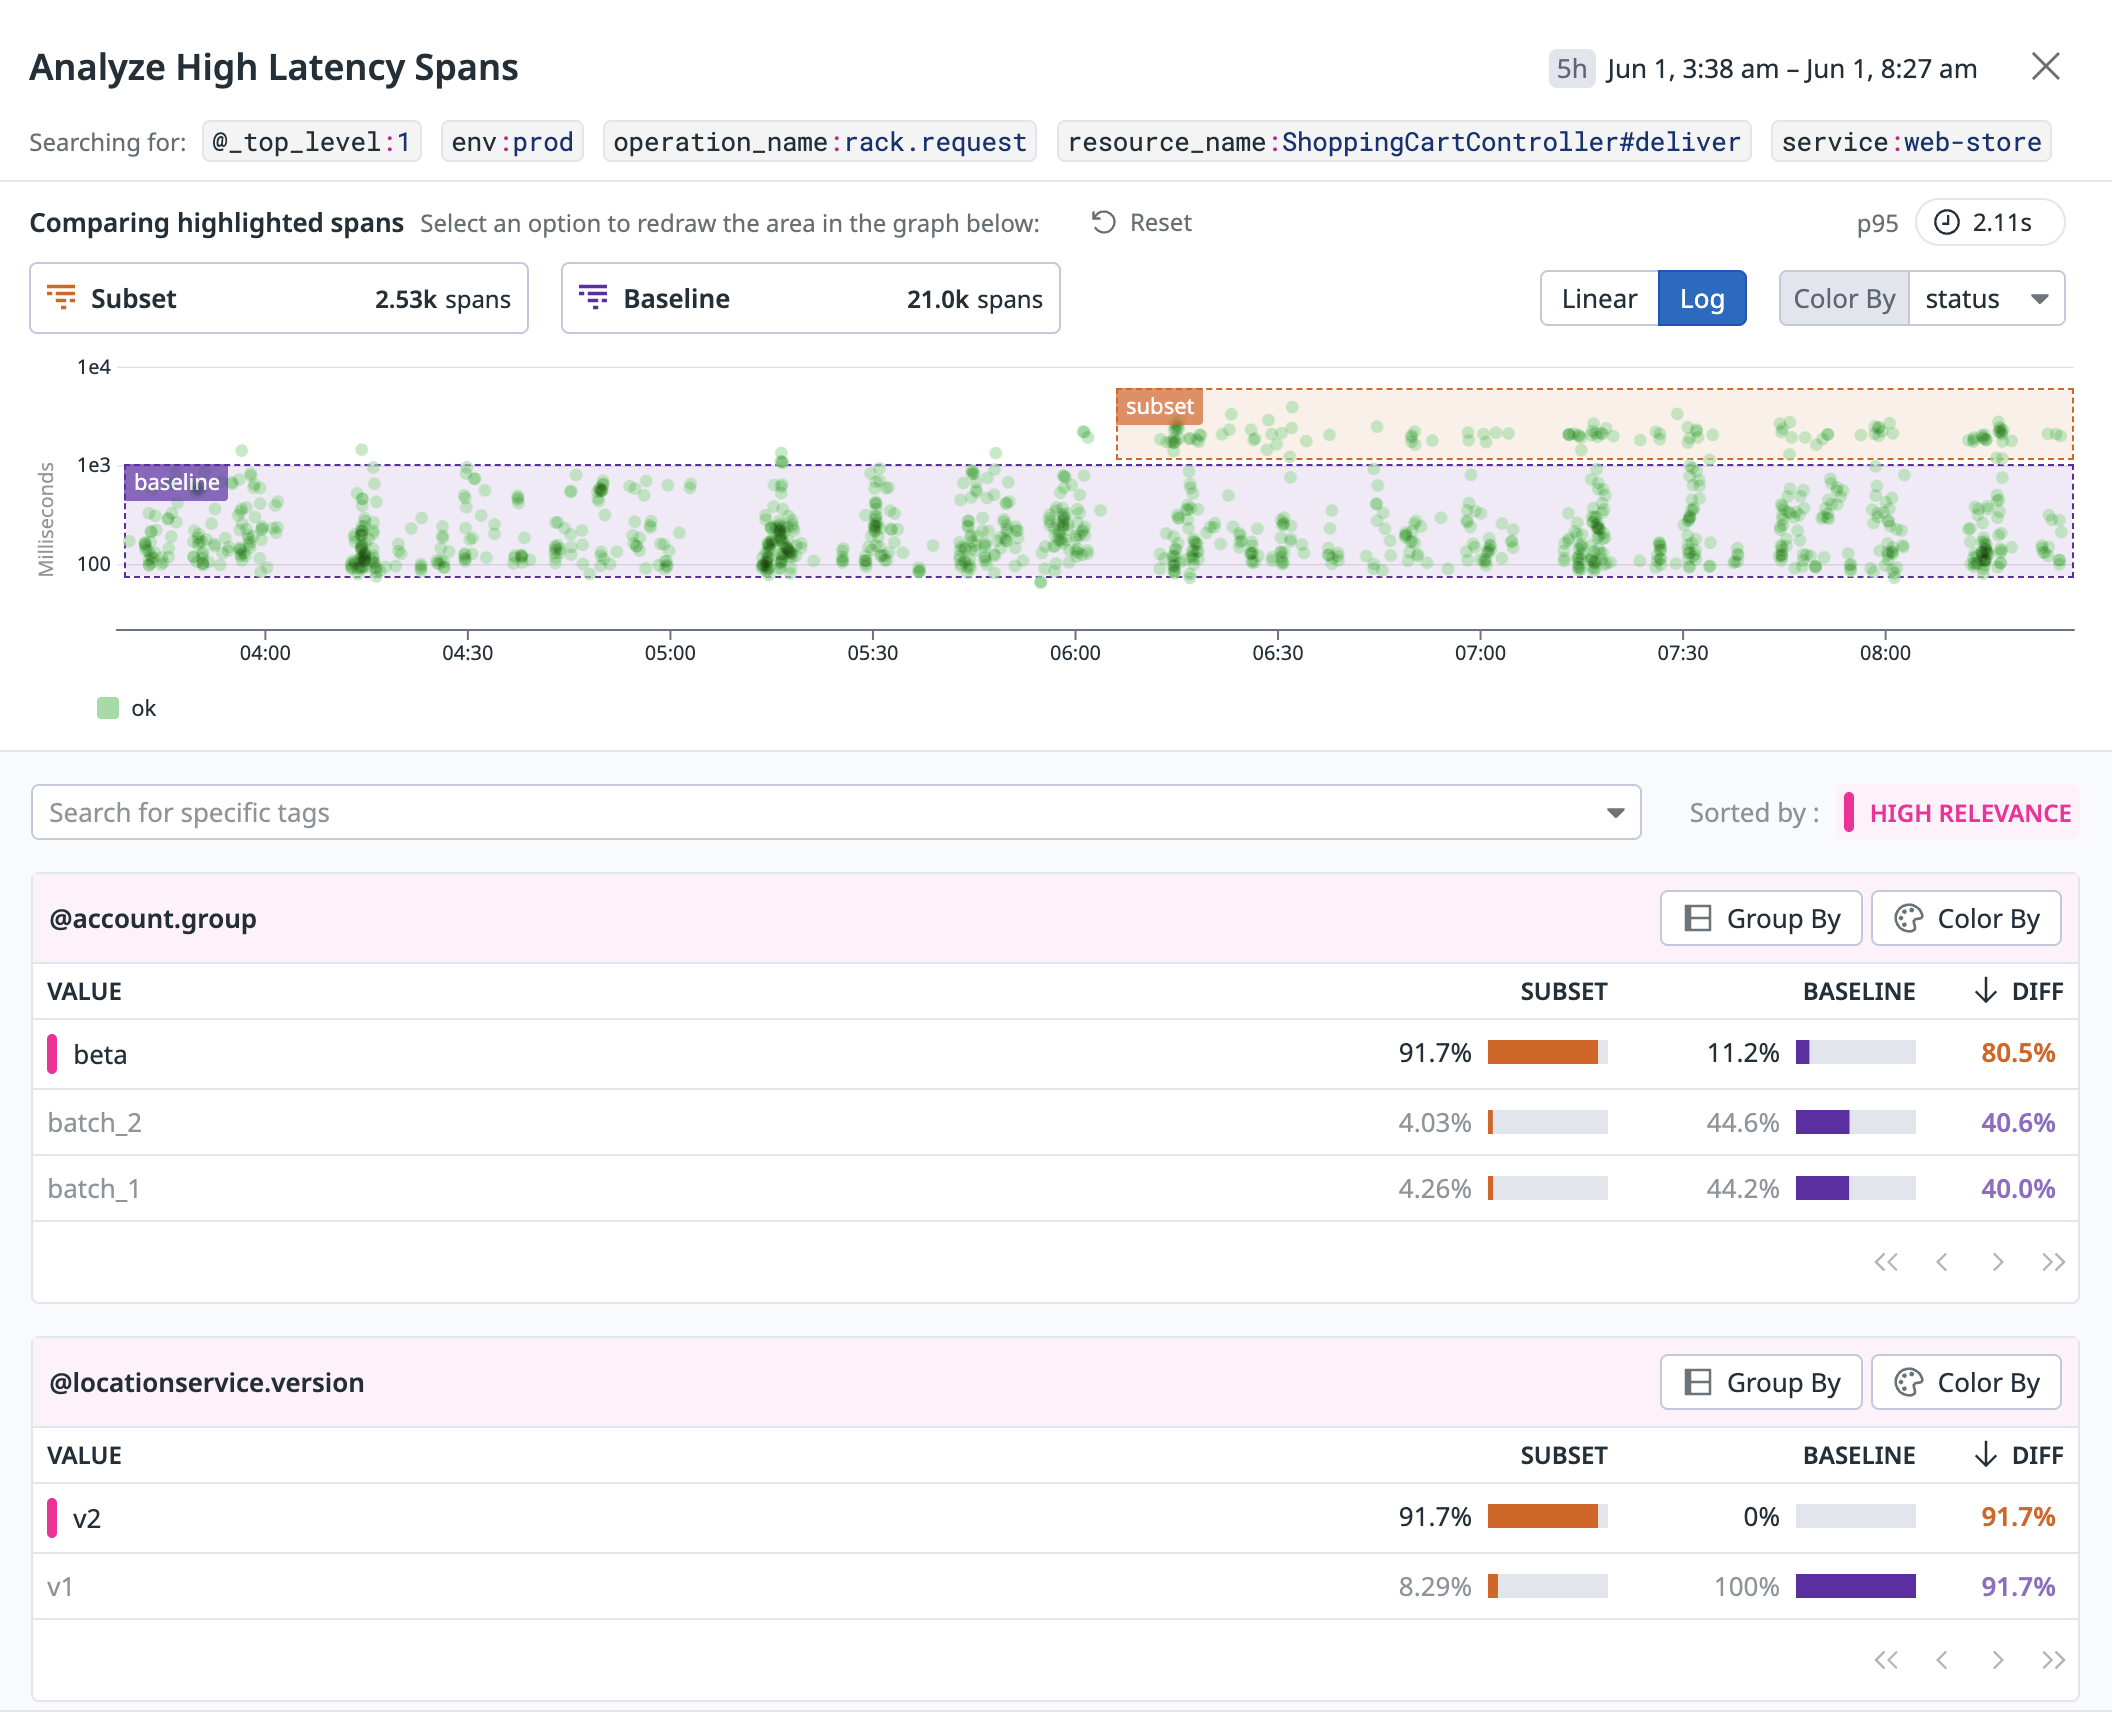 Analyze High Latency Spans
5h Jun 1, 3:38 am – Jun 1, 8:27 am
Searching for: @_top_level:1 env:prod operation_name:rack.request resource_name:ShoppingCartController#deliver service:web-store
Comparing highlighted spans Select an option to redraw the area in the graph below: Reset p95 2.11s
Subset 2.53k spans Baseline 21.0k spans Linear Log Color By status
1e4
subset
1e3
baseline
Milliseconds
100
04:00 04:30 05:00 05:30 06:00 06:30 07:00 07:30 08:00
ok
Search for specific tags Sorted by : HIGH RELEVANCE
@account.group Group By Color By
VALUE SUBSET BASELINE DIFF
beta 91.7% 11.2% 80.5%
batch_2 4.03% 44.6% 40.6%
batch_1 4.26% 44.2% 40.0%
@locationservice.version Group By Color By
VALUE SUBSET BASELINE DIFF
v2 91.7% 0% 91.7%
v1 8.29% 100% 91.7%